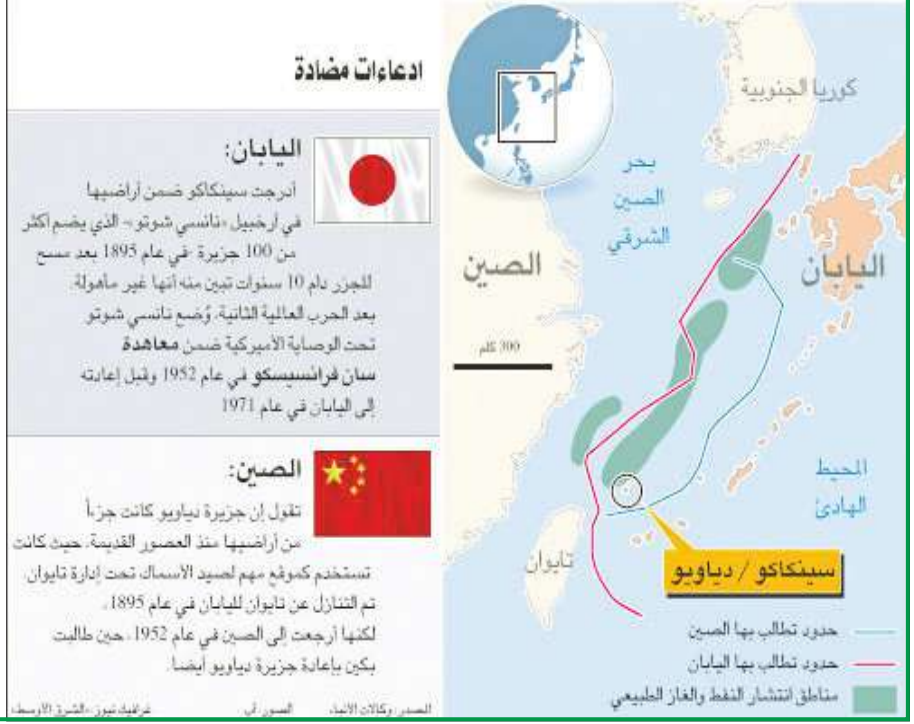 ادعاءات مضادة
اليابان:
أدرجت سينكاكو ضمن أراضيها
في أرخبيل «نانسي شوتو» الذي يضم أكثر
من 100 جزيرة في عام 1895 بعد مسح
للجزر دام 10 سنوات تبين منه أنها غير مأهولة.
بعد الحرب العالمية الثانية، وُضع نانسي شوتو
تحت الوصاية الأميركية ضمن معاهدة
سان فرانسيسكو في عام 1952 وقبل إعادته
إلى اليابان في عام 1971
الصين:
تقول إن جزيرة دياويو كانت جزءاً
من أراضيها منذ العصور القديمة، حيث كانت
تستخدم كموقع مهم لصيد الأسماك تحت إدارة تايوان.
تم التنازل عن تايوان لليابان في عام 1895،
لكنها أرجعت إلى الصين في عام 1952، حين طالبت
بكين بإعادة جزيرة دياويو أيضا.
المصدر: وكالات الأنباء
الصور: أب
غرافيك نيوز «الشرق الأوسط»
كوريا الجنوبية
بحر
الصين
الشرقي
الصين
اليابان
300 كلم
المحيط
الهادئ
تايوان
سينكاكو / دياويو
حدود تطالب بها الصين
حدود تطالب بها اليابان
مناطق انتشار النفط والغاز الطبيعي